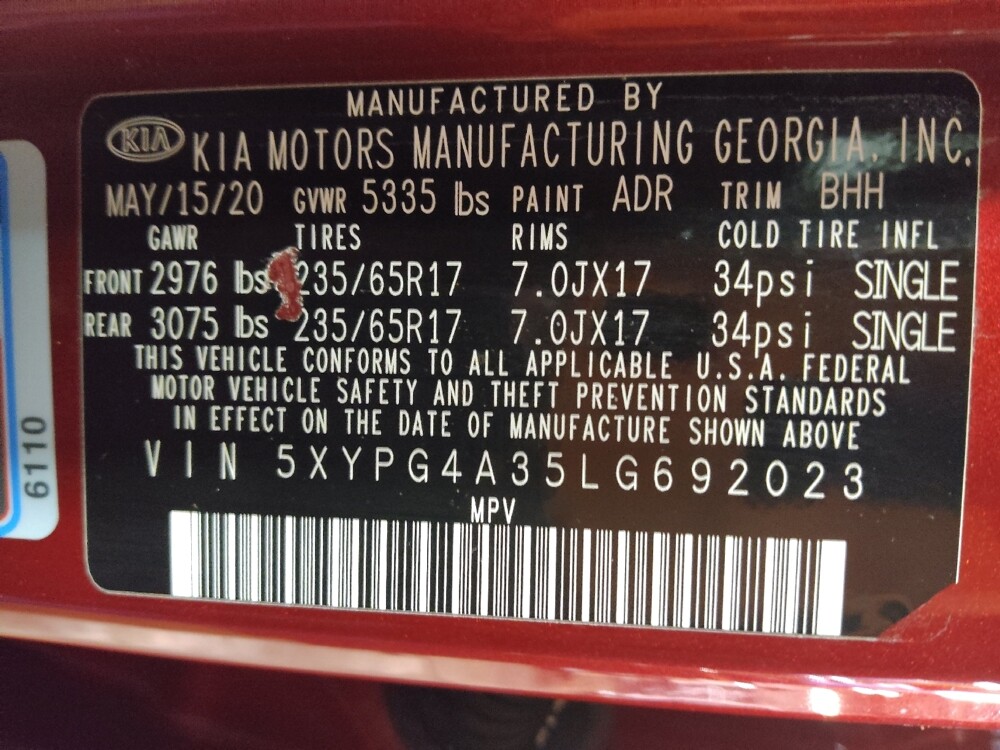 MANUFACTURED BY
KIA KIA MOTORS MANUFACTURING GEORGIA, INC.
MAY/15/20 GVWR 5335 lbs PAINT ADR TRIM BHH
GAWR TIRES RIMS COLD TIRE INFL
FRONT 2976 lbs 235/65R17 7.0JX17 34psi SINGLE
REAR 3075 lbs 235/65R17 7.0JX17 34psi SINGLE
THIS VEHICLE CONFORMS TO ALL APPLICABLE U.S.A. FEDERAL
MOTOR VEHICLE SAFETY AND THEFT PREVENTION STANDARDS
IN EFFECT ON THE DATE OF MANUFACTURE SHOWN ABOVE
VIN 5XYPG4A35LG692023
MPV
6110